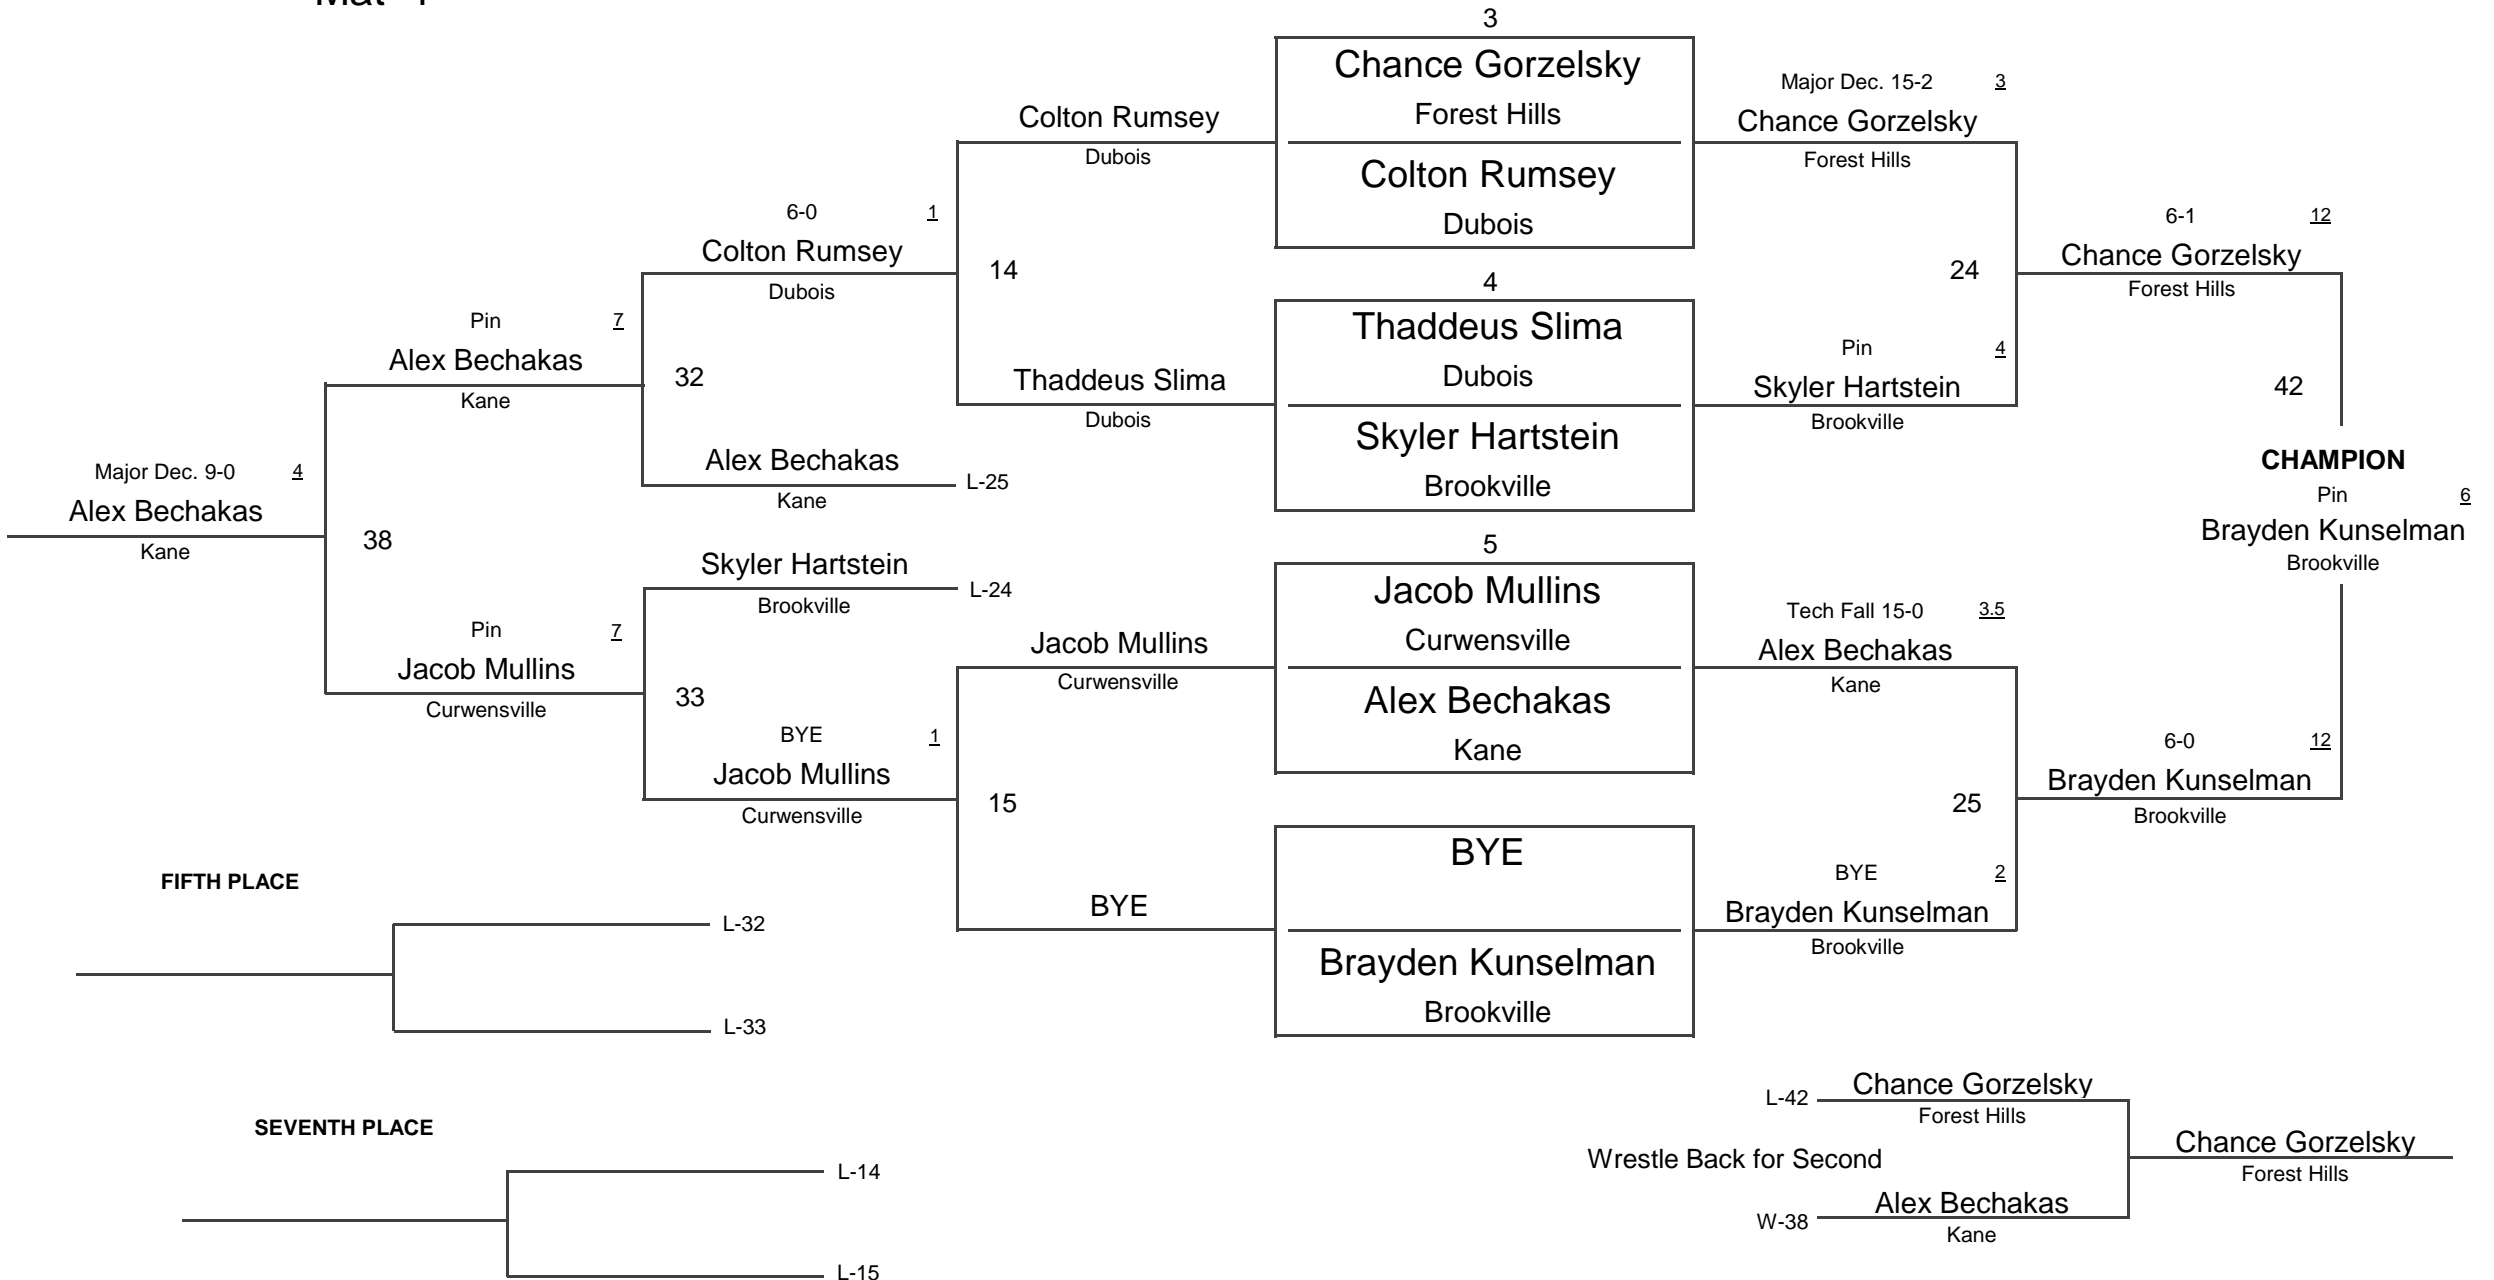 3
Chance Gorzelsky
Forest Hills
Colton Rumsey
Dubois
4
Thaddeus Slima
Dubois
Skyler Hartstein
Brookville
5
Jacob Mullins
Curwensville
Alex Bechakas
Kane
BYE
Brayden Kunselman
Brookville
Major Dec. 15-2 3
Chance Gorzelsky
Forest Hills
24
Pin 4
Skyler Hartstein
Brookville
Tech Fall 15-0 3.5
Alex Bechakas
Kane
25
BYE 2
Brayden Kunselman
Brookville
6-1 12
Chance Gorzelsky
Forest Hills
42
CHAMPION
Pin 6
Brayden Kunselman
Brookville
6-0 12
Brayden Kunselman
Brookville
Colton Rumsey
Dubois
14
Thaddeus Slima
Dubois
Jacob Mullins
Curwensville
15
BYE
6-0 1
Colton Rumsey
Dubois
32
Alex Bechakas
L-25
Kane
Skyler Hartstein
L-24
Brookville
33
BYE 1
Jacob Mullins
Curwensville
Pin 7
Alex Bechakas
Kane
38
Pin 7
Jacob Mullins
Curwensville
Major Dec. 9-0 4
Alex Bechakas
Kane
FIFTH PLACE
L-32
L-33
SEVENTH PLACE
L-14
L-15
L-42
Chance Gorzelsky
Forest Hills
Wrestle Back for Second
W-38
Alex Bechakas
Kane
Chance Gorzelsky
Forest Hills